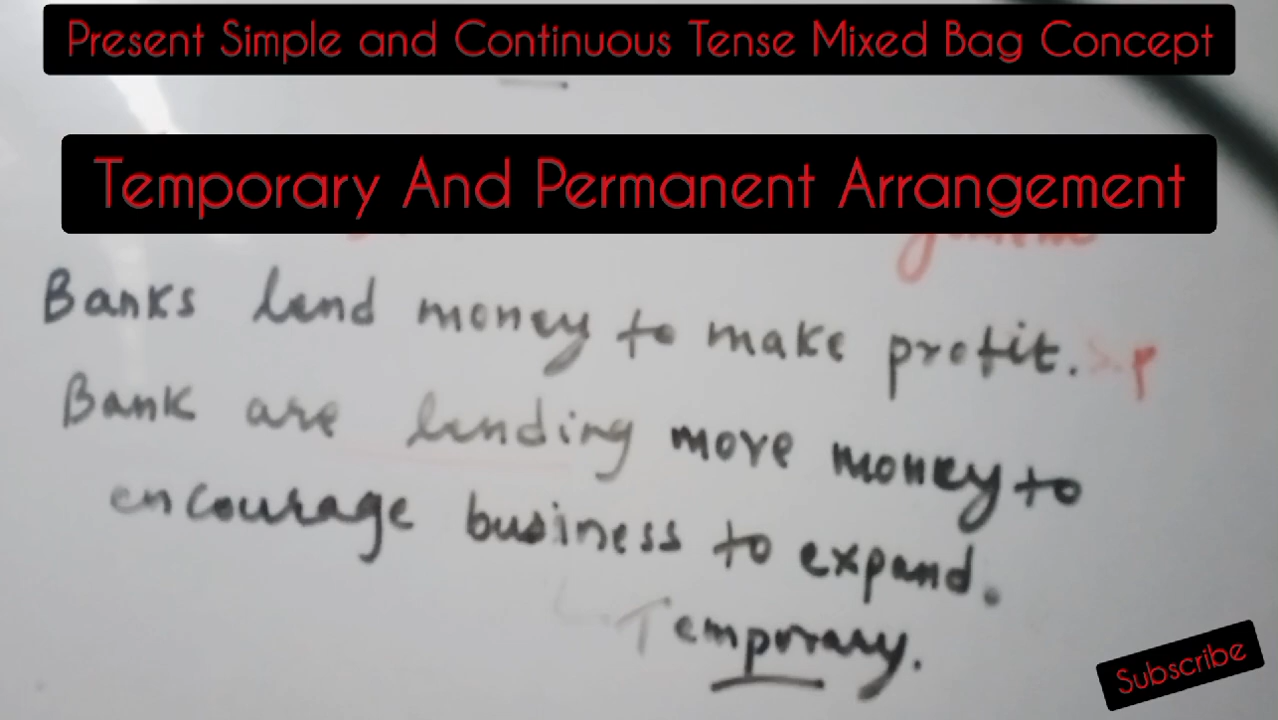 Present Simple and Continuous Tense Mixed Bag Concept
Temporary And Permanent Arrangement
Banks lend money to make profit. > P
Bank are lending more money to
encourage business to expand.
Temporary.
Subscribe